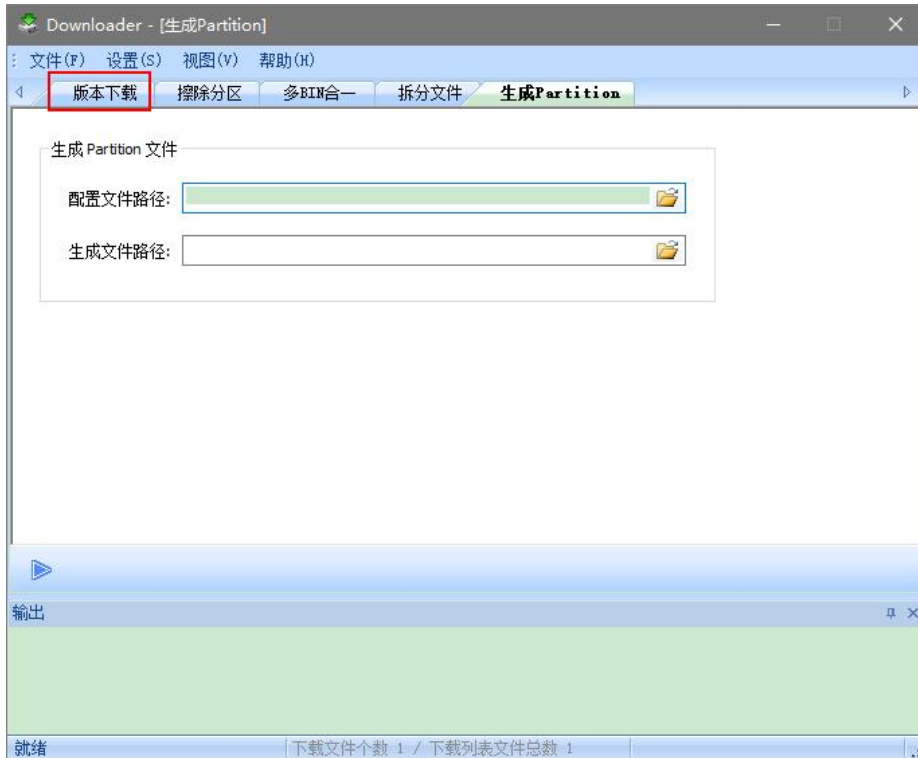 Downloader - [生成Partition]
文件(F) 设置(S) 视图(V) 帮助(H)
版本下载 擦除分区 多BIN合一 拆分文件 生成Partition
生成 Partition 文件
配置文件路径:
生成文件路径:
输出
就绪 下载文件个数 1 / 下载列表文件总数 1